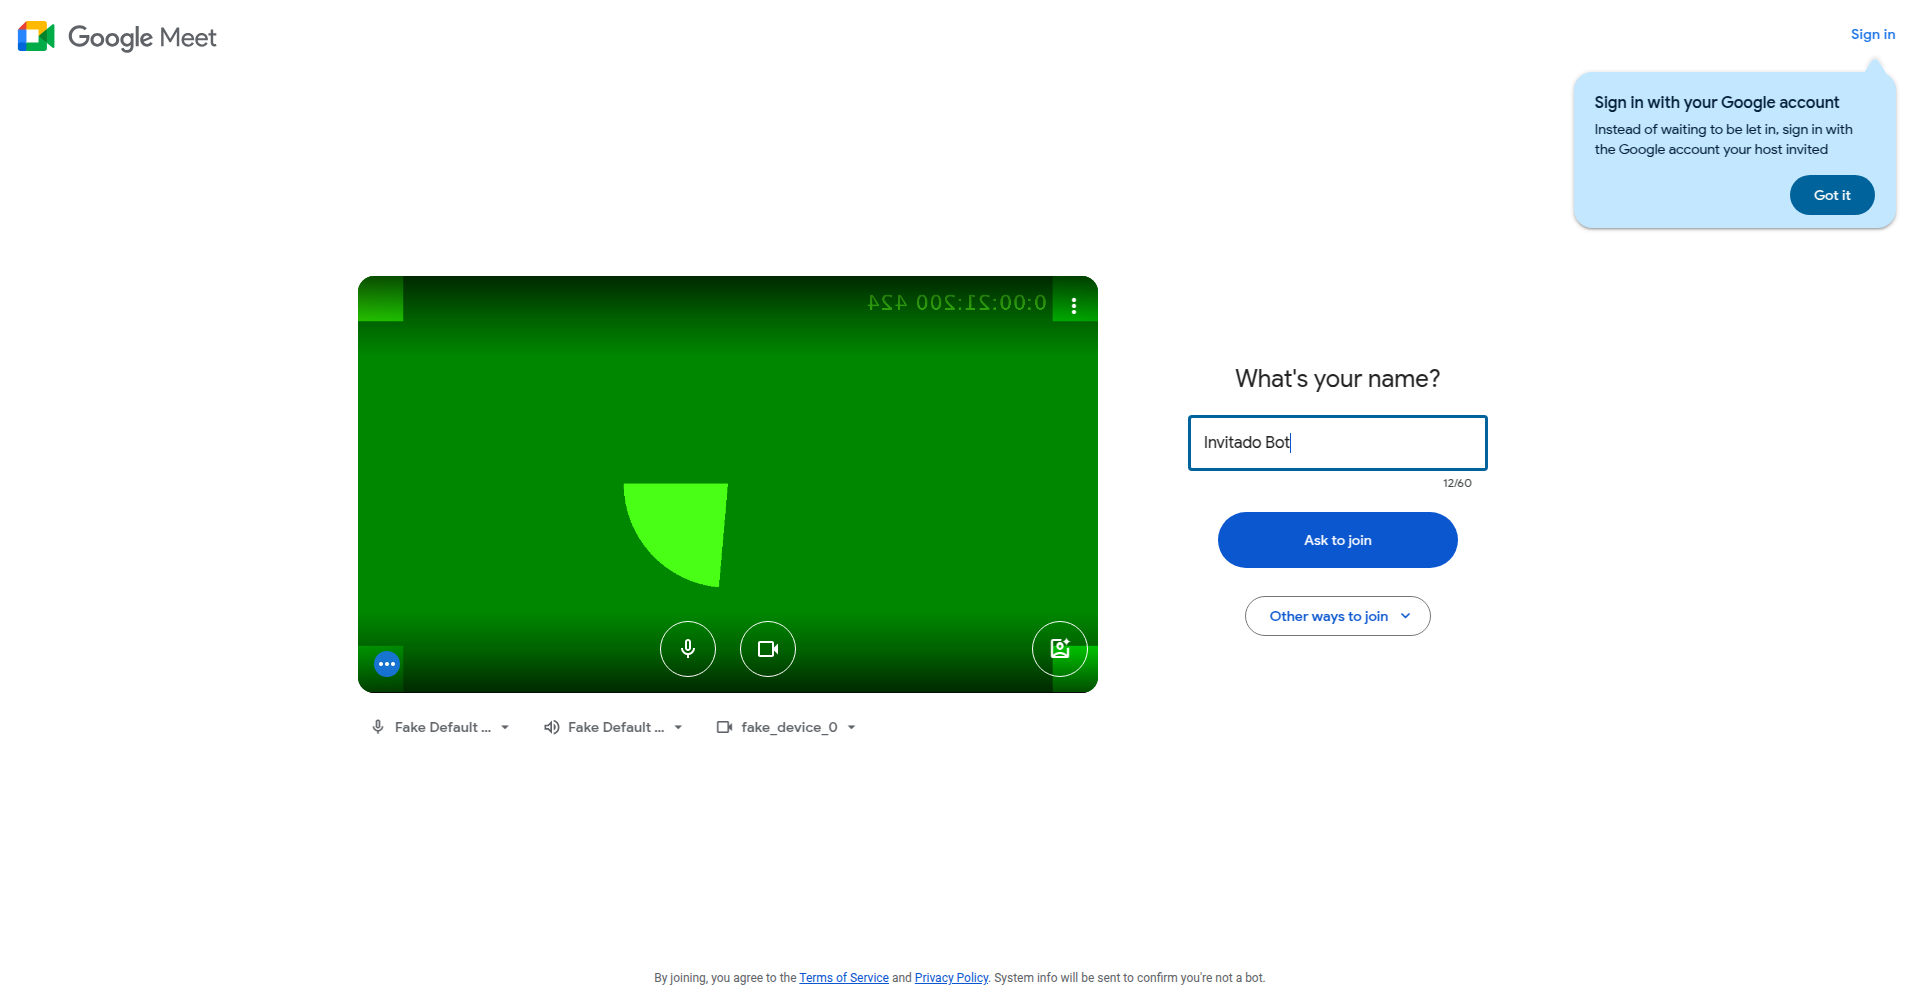 Google Meet
Sign in
Sign in with your Google account
Instead of waiting to be let in, sign in with
the Google account your host invited
Got it
0:00:21:200 424
What's your name?
Invitado Bot
12/60
Ask to join
Other ways to join
Fake Default ...
Fake Default ...
fake_device_0
By joining, you agree to the Terms of Service and Privacy Policy. System info will be sent to confirm you're not a bot.